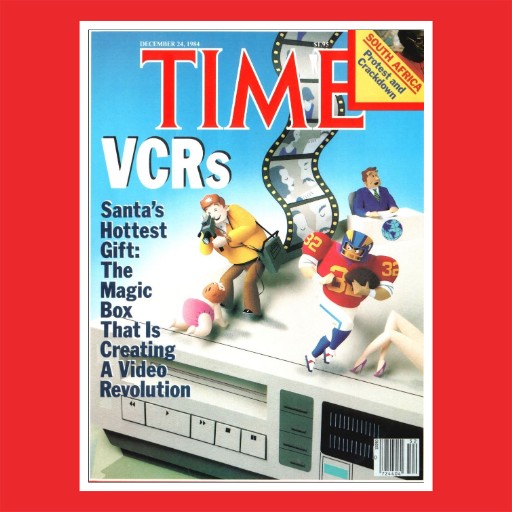 DECEMBER 24, 1984
$1.95
TIME
SOUTH AFRICA
Protest and
Crackdown
VCRs
Santa's
Hottest
Gift:
The
Magic
Box
That Is
Creating
A Video
Revolution
32
32
32